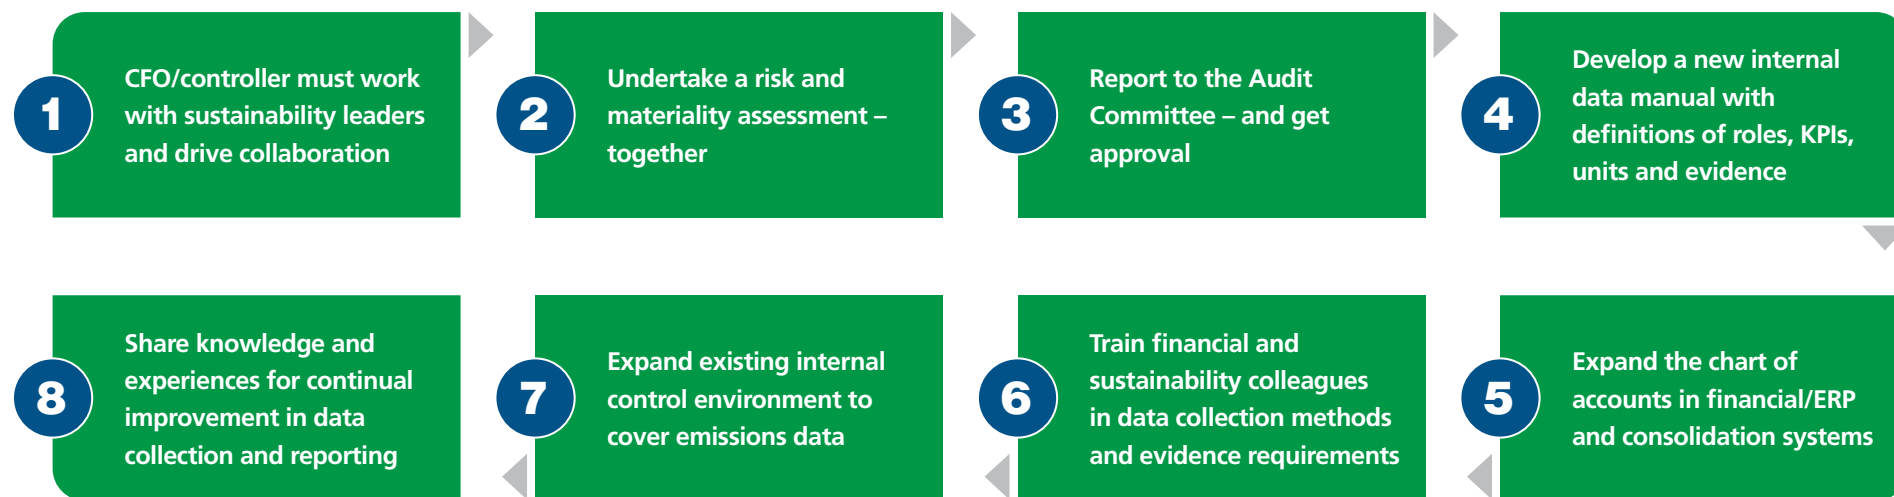 1
CFO/controller must work
with sustainability leaders
and drive collaboration
2
Undertake a risk and
materiality assessment –
together
3
Report to the Audit
Committee – and get
approval
4
Develop a new internal
data manual with
definitions of roles, KPIs,
units and evidence
5
Expand the chart of
accounts in financial/ERP
and consolidation systems
6
Train financial and
sustainability colleagues
in data collection methods
and evidence requirements
7
Expand existing internal
control environment to
cover emissions data
8
Share knowledge and
experiences for continual
improvement in data
collection and reporting